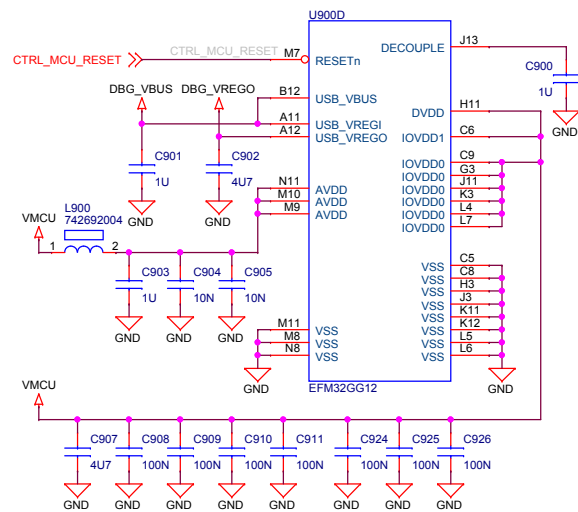 U900D
CTRL_MCU_RESET
CTRL_MCU_RESET
M7
RESETn
DECOUPLE
J13
C900
1U
GND
DBG_VBUS
DBG_VREGO
B12
USB_VBUS
A11
USB_VREGI
A12
USB_VREGO
DVDD
H11
IOVDD1
C6
C901
1U
GND
C902
4U7
GND
IOVDD0
C9
IOVDD0
G3
IOVDD0
J11
IOVDD0
K3
IOVDD0
L4
IOVDD0
L7
N11
AVDD
M10
AVDD
M9
AVDD
L900
742692004
VMCU
1
2
C903
1U
GND
C904
10N
GND
C905
10N
GND
VSS
C5
VSS
C8
VSS
H3
VSS
J3
VSS
K11
VSS
K12
VSS
L5
VSS
L6
GND
M11
VSS
M8
VSS
N8
VSS
GND
EFM32GG12
VMCU
C907
4U7
GND
C908
100N
GND
C909
100N
GND
C910
100N
GND
C911
100N
GND
C924
100N
GND
C925
100N
GND
C926
100N
GND